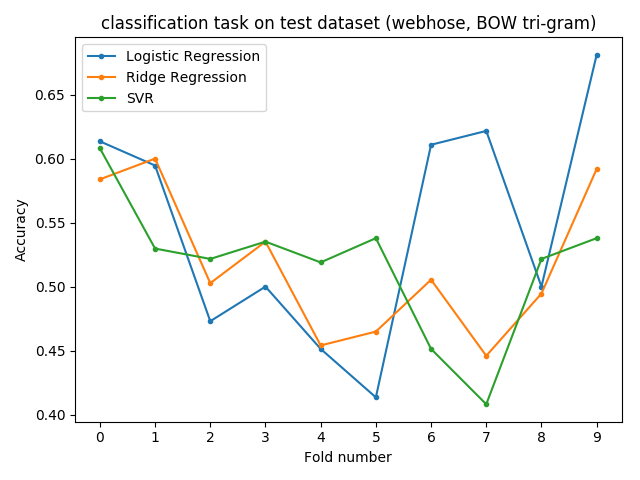 classification task on test dataset (webhose, BOW tri-gram)
Logistic Regression
Ridge Regression
SVR
Accuracy
0.65
0.60
0.55
0.50
0.45
0.40
0 1 2 3 4 5 6 7 8 9
Fold number